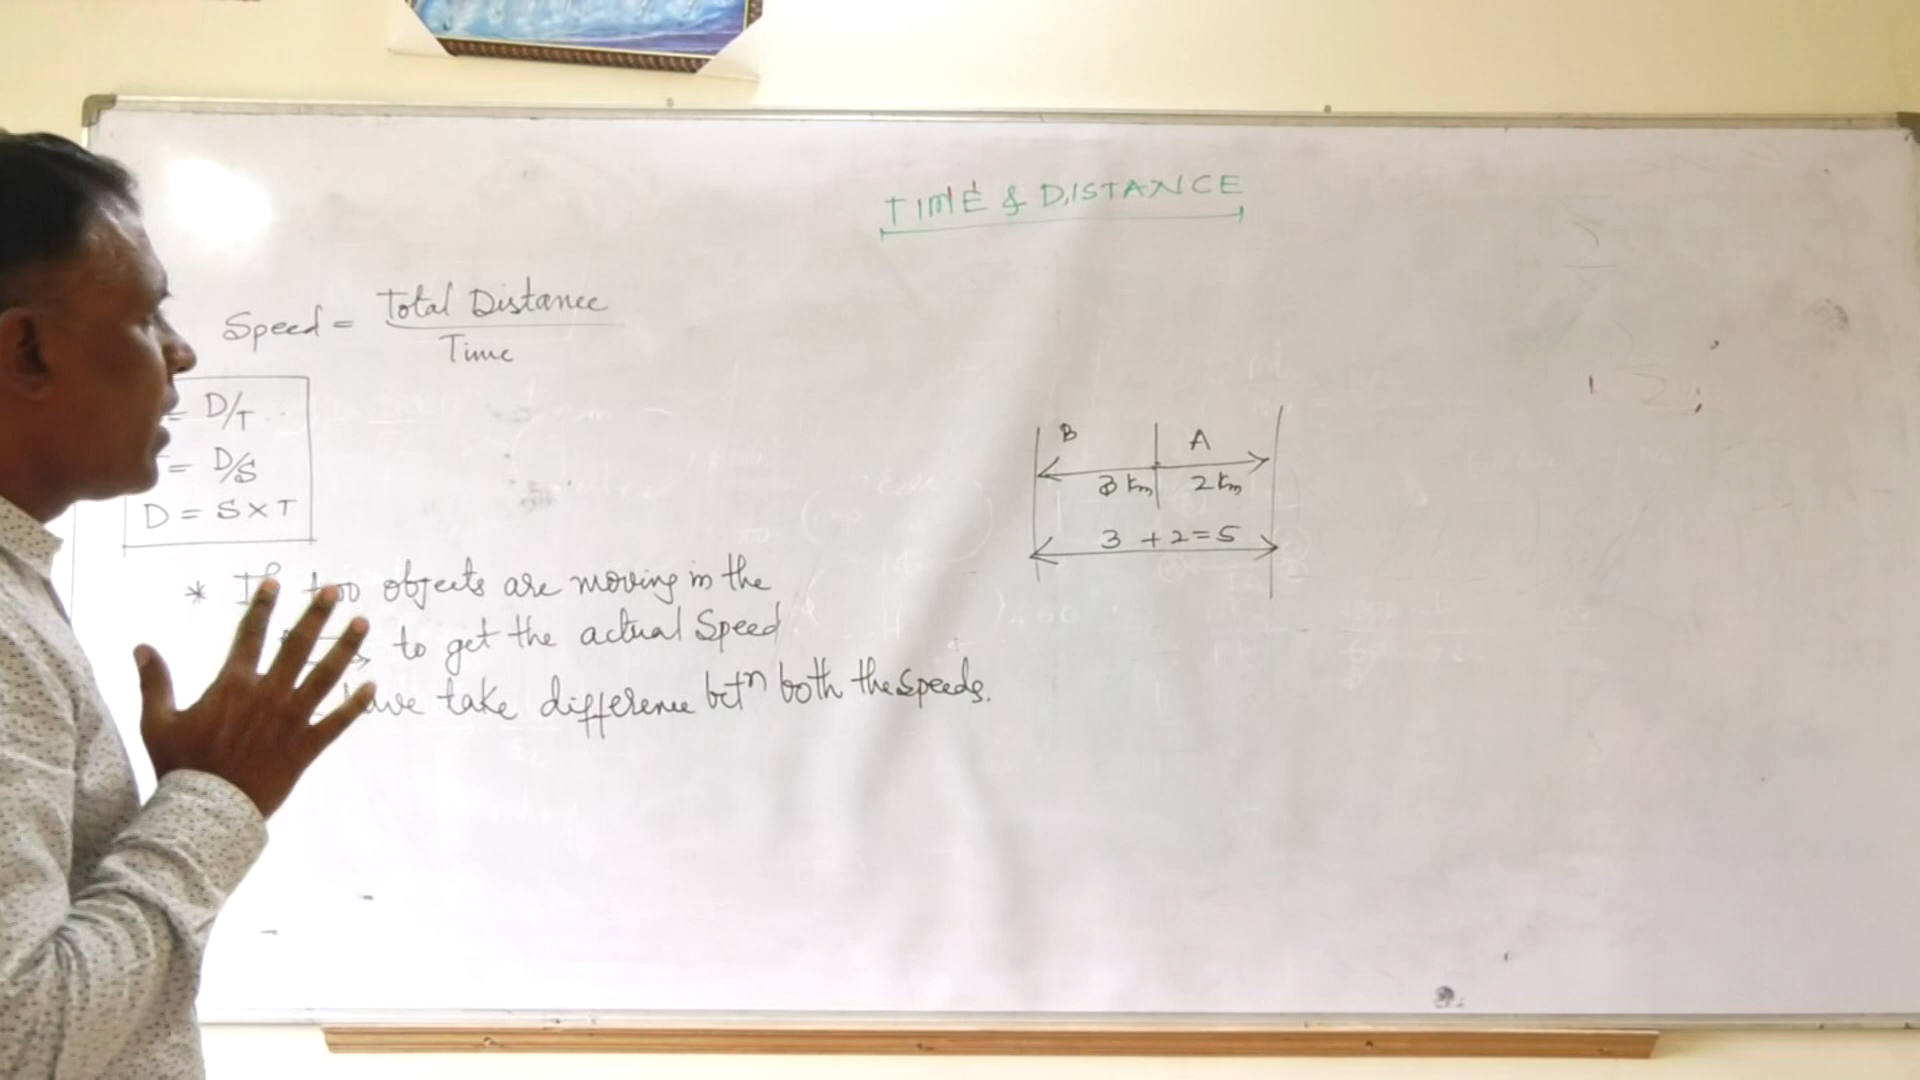 TIME & DISTANCE
Speed = Total Distance
Time
= D/T
= D/S
D = S X T
* If two objects are moving in the
to get the actual Speed
have take difference betn both the speeds.
B A
3 km 2 km
3 + 2 = 5